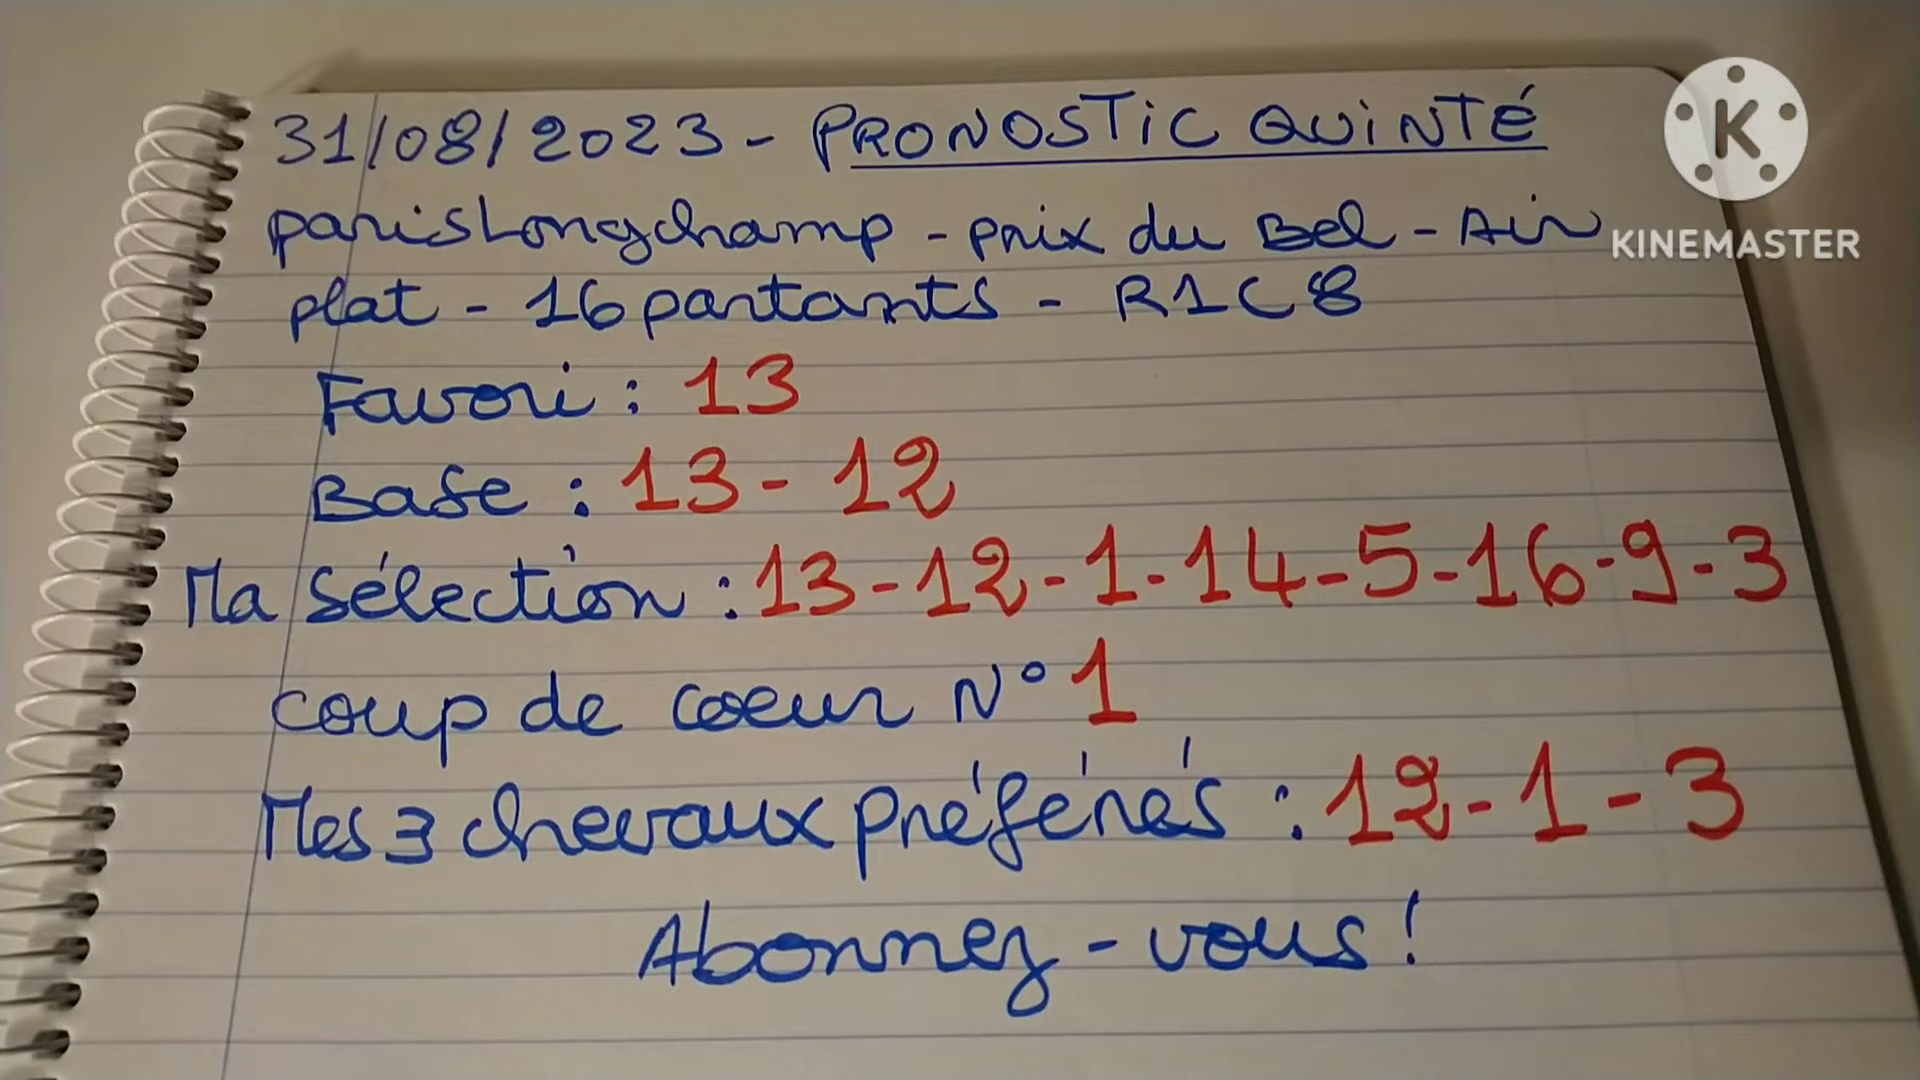 31/08/2023 - PRONOSTIC QUINTÉ
parisLongchamp - prix du Bel - Air
plat - 16 partants - R1C8
Favori : 13
Base : 13 - 12
Ma sélection : 13 - 12 - 1 - 14 - 5 - 16 - 9 - 3
coup de coeur N° 1
Mes 3 chevaux préférés : 12 - 1 - 3
Abonnez - vous !
K
KINEMASTER